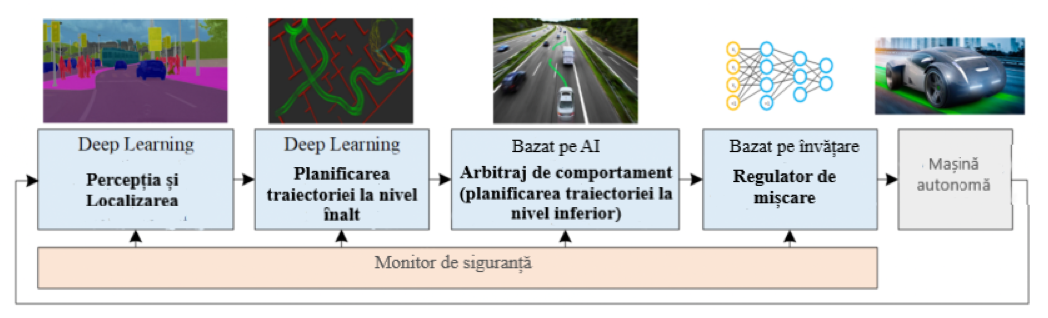 Deep Learning
Percepția și
Localizarea
Deep Learning
Planificarea
traiectoriei la nivel
înalt
Bazat pe AI
Arbitraj de comportament
(planificarea traiectoriei la
nivel inferior)
Bazat pe învățare
Regulator de
mișcare
Mașină
autonomă
Monitor de siguranță